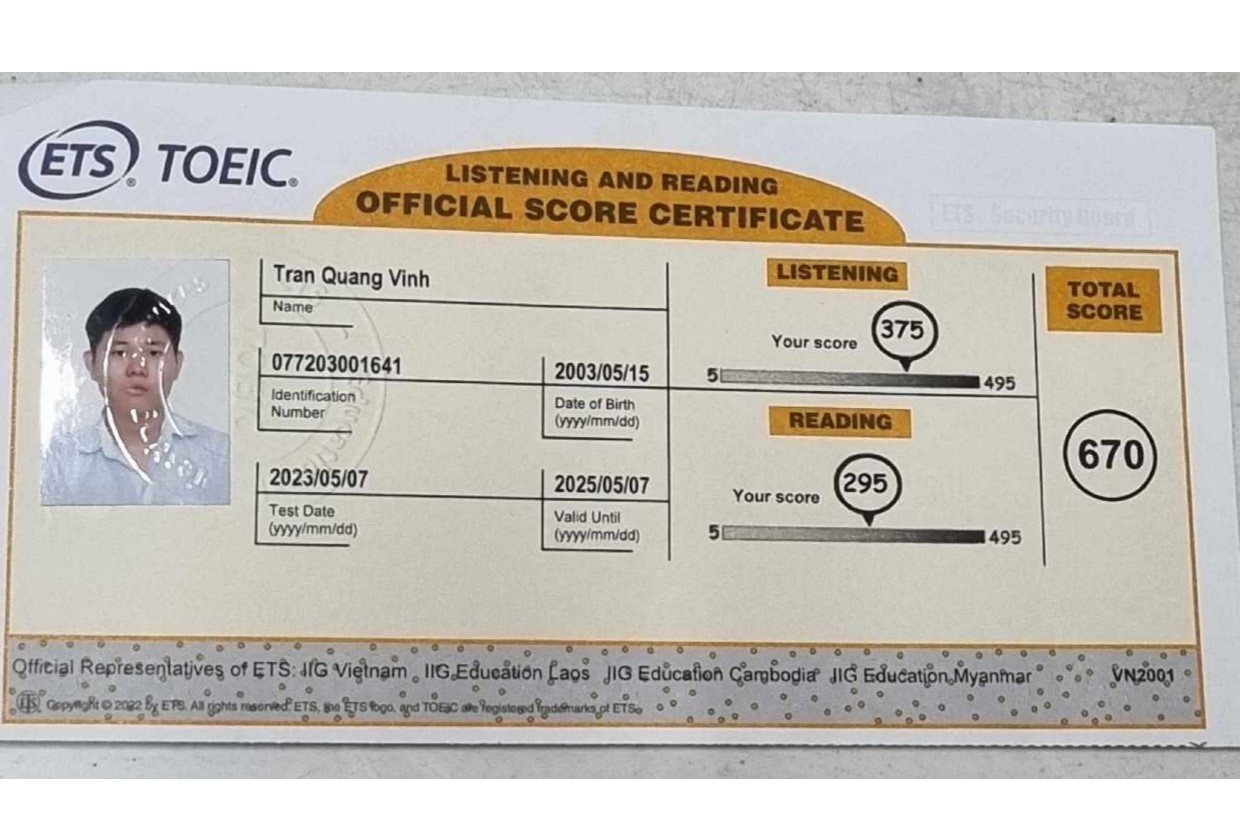 ETS® TOEIC®
LISTENING AND READING
OFFICIAL SCORE CERTIFICATE
ETS Security Guard
Tran Quang Vinh
Name
077203001641
Identification
Number
2003/05/15
Date of Birth
(yyyy/mm/dd)
2023/05/07
Test Date
(yyyy/mm/dd)
2025/05/07
Valid Until
(yyyy/mm/dd)
LISTENING
Your score 375
5 495
READING
Your score 295
5 495
TOTAL
SCORE
670
Official Representatives of ETS: IIG Vietnam IIG Education Laos IIG Education Cambodia IIG Education Myanmar VN2001
ETS Copyright © 2022 by ETS. All rights reserved. ETS, the ETS logo, and TOEIC are registered trademarks of ETS.